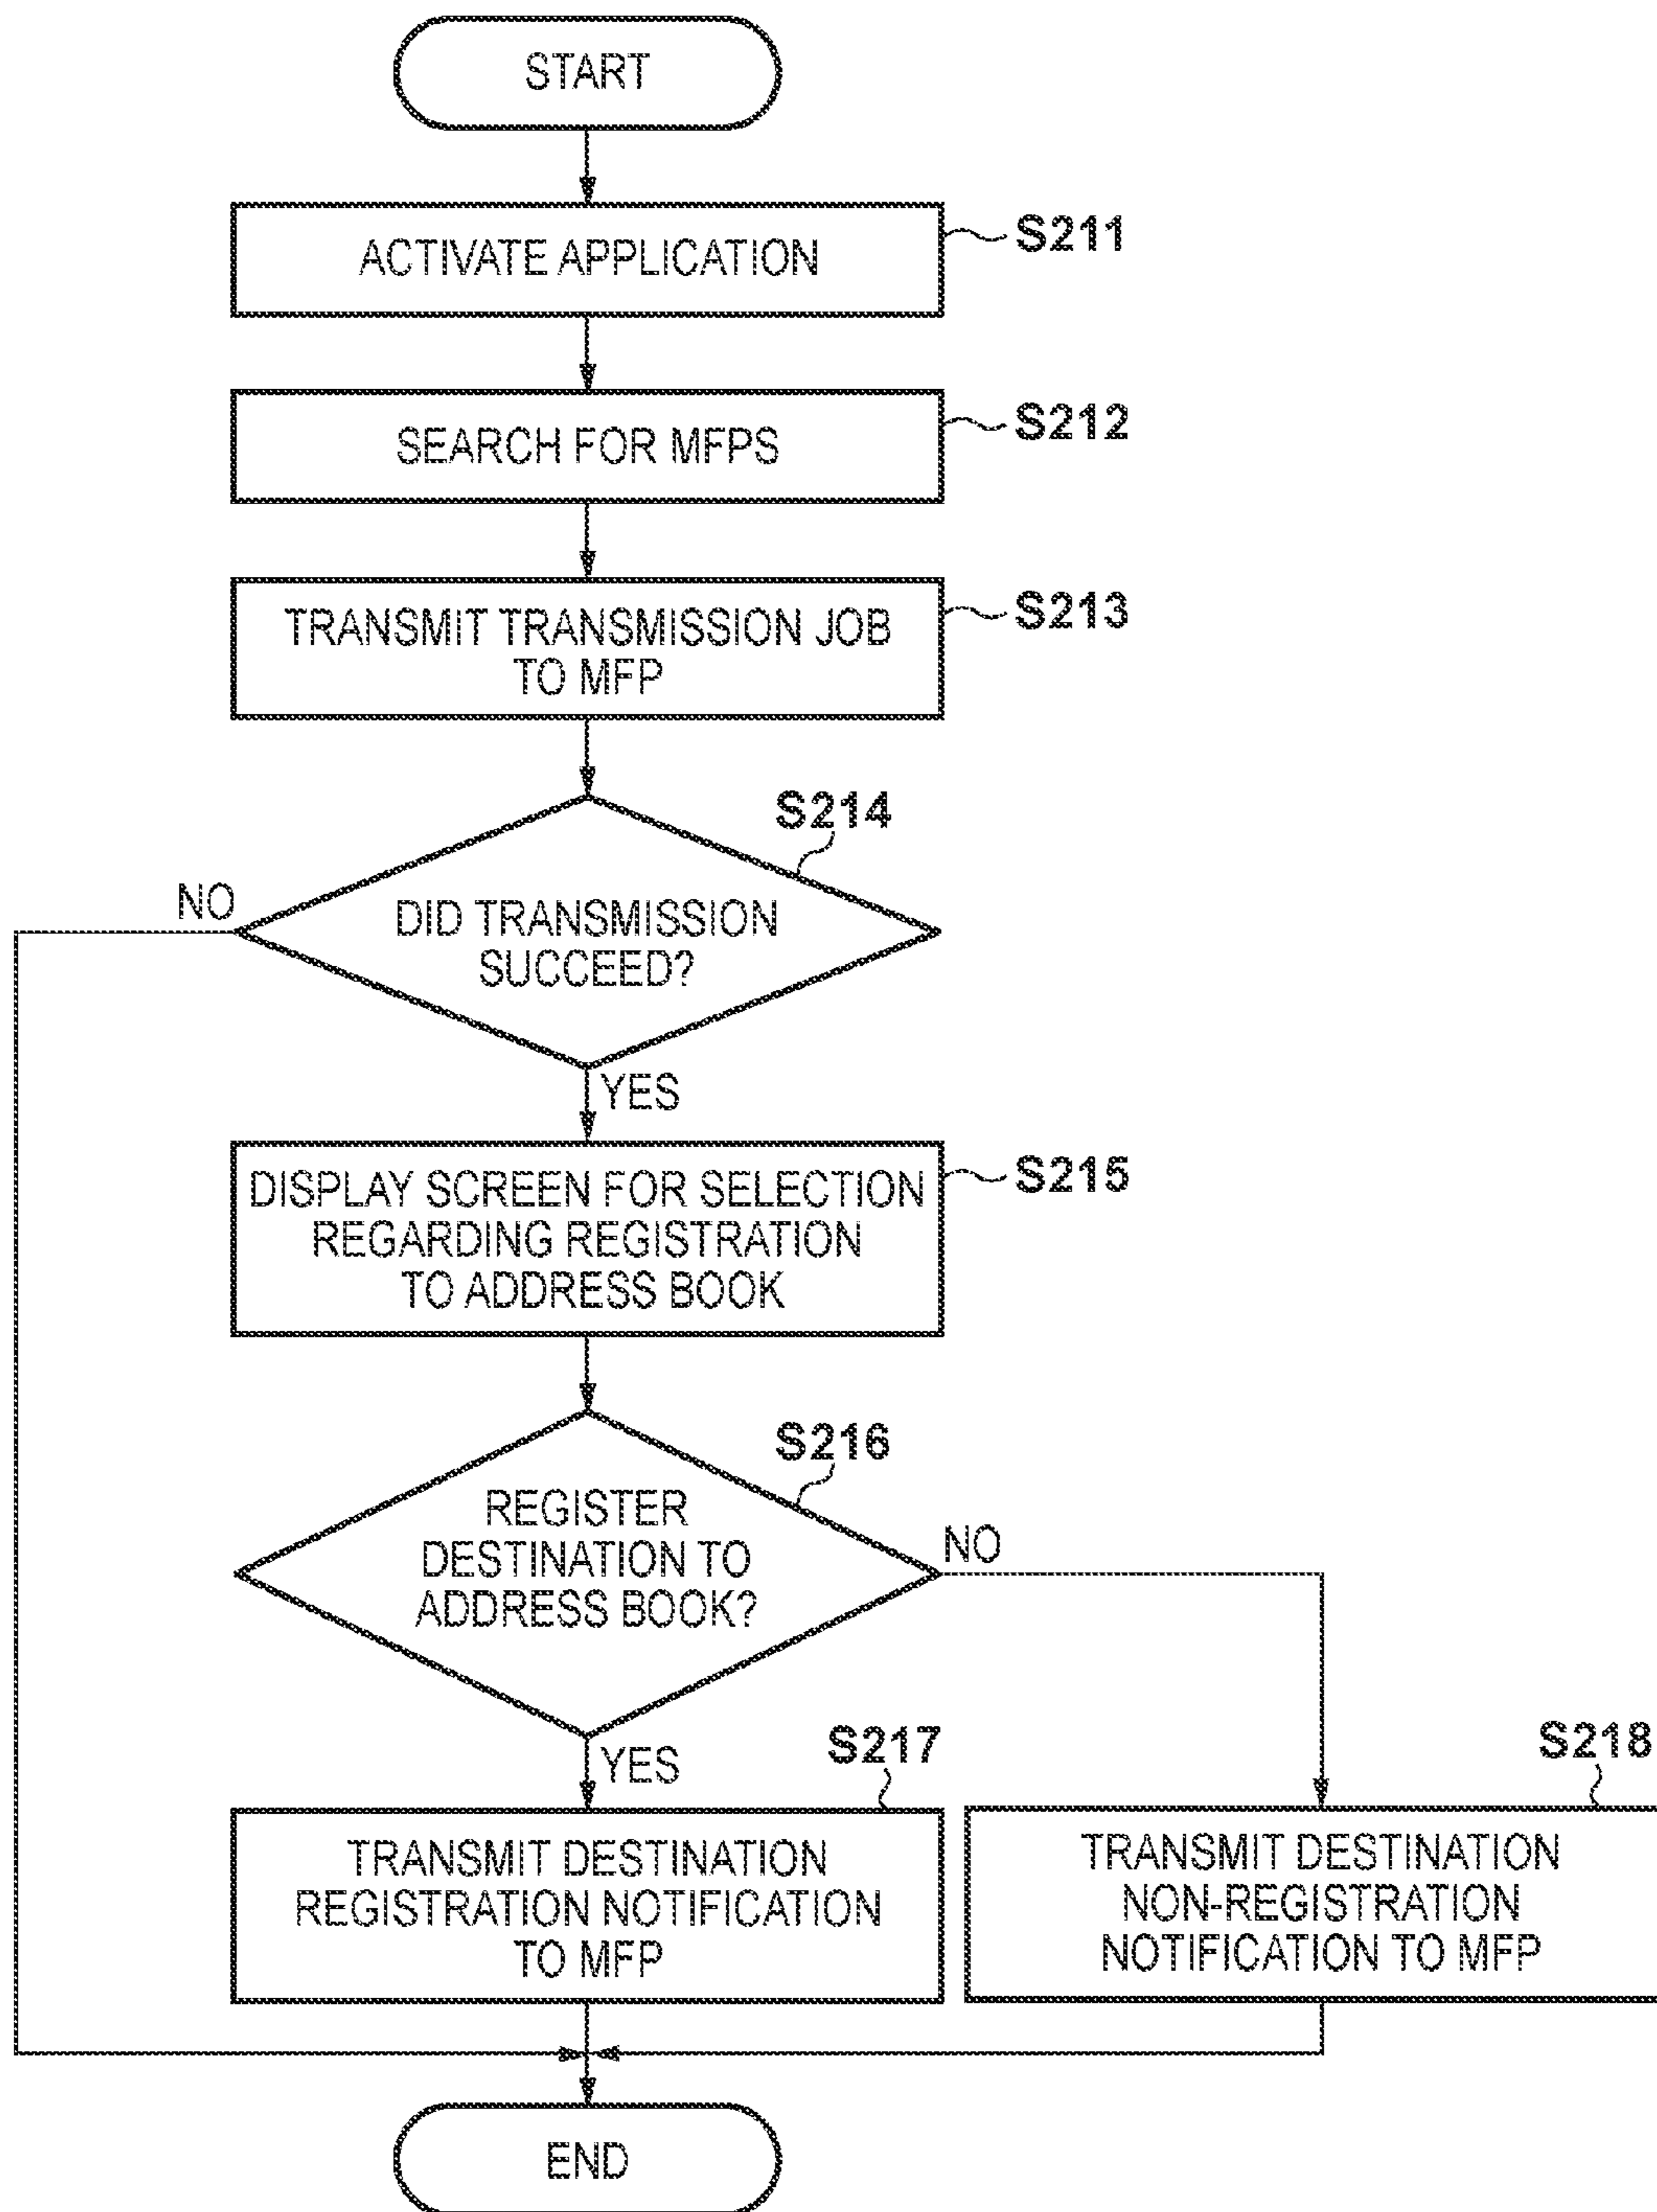 START
ACTIVATE APPLICATION
S211
SEARCH FOR MFPS
S212
TRANSMIT TRANSMISSION JOB
TO MFP
S213
S214
NO
DID TRANSMISSION
SUCCEED?
YES
DISPLAY SCREEN FOR SELECTION
REGARDING REGISTRATION
TO ADDRESS BOOK
S215
S216
REGISTER
DESTINATION TO
ADDRESS BOOK?
NO
YES
S217
TRANSMIT DESTINATION
REGISTRATION NOTIFICATION
TO MFP
S218
TRANSMIT DESTINATION
NON-REGISTRATION
NOTIFICATION TO MFP
END